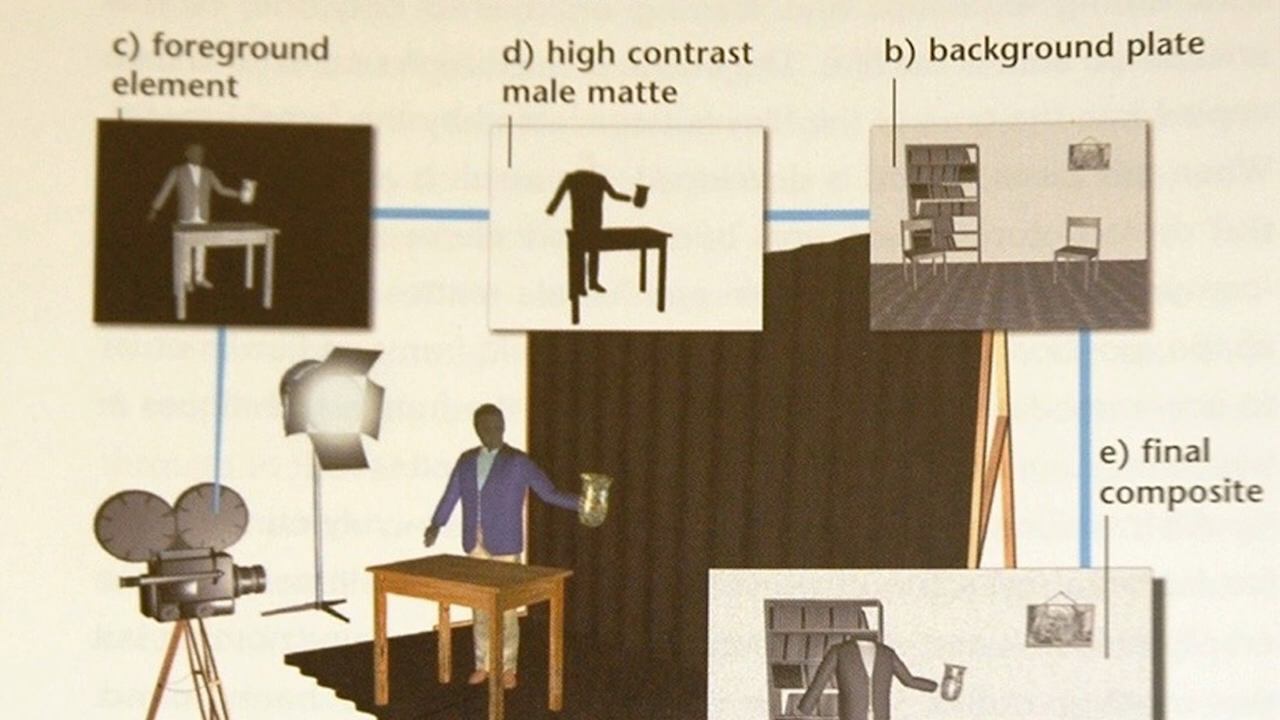 c) foreground
element
d) high contrast
male matte
b) background plate
e) final
composite